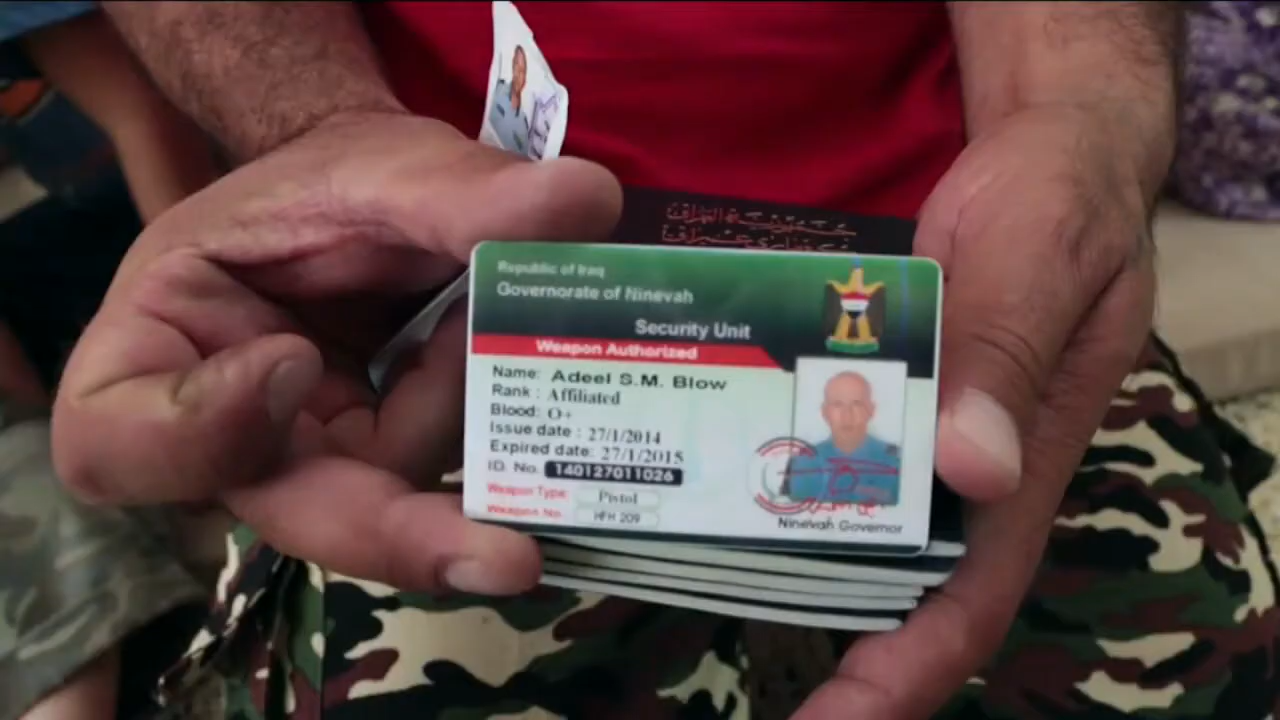 جمهورية العراق
Republic of Iraq
Governorate of Ninevah
Security Unit
Weapon Authorized
Name: Adeel S.M. Blow
Rank : Affiliated
Blood: O+
Issue date : 27/1/2014
Expired date: 27/1/2015
ID. No. 140127011026
Weapon Type: Pistol
Weapon No. HFH 209
Ninevah Governor